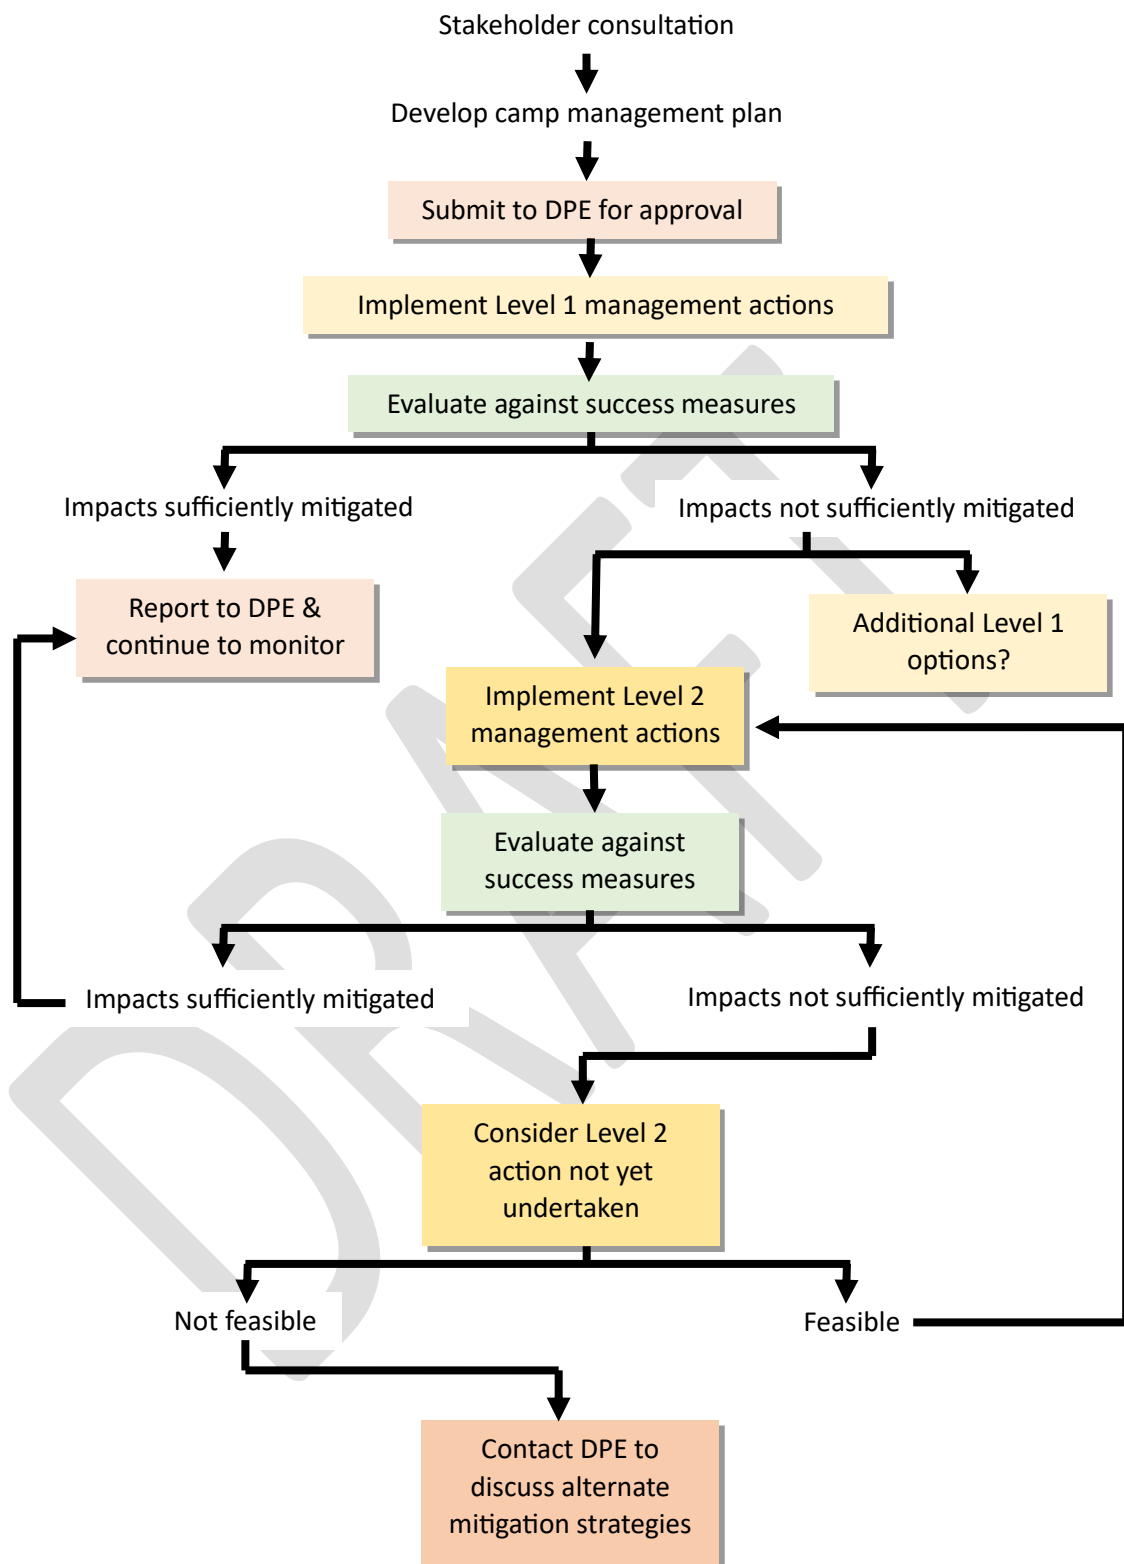 Stakeholder consultation
Develop camp management plan
Submit to DPE for approval
Implement Level 1 management actions
Evaluate against success measures
Impacts sufficiently mitigated
Impacts not sufficiently mitigated
Report to DPE &
continue to monitor
Additional Level 1
options?
Implement Level 2
management actions
Evaluate against
success measures
Impacts sufficiently mitigated
Impacts not sufficiently mitigated
Consider Level 2
action not yet
undertaken
Not feasible
Feasible
Contact DPE to
discuss alternate
mitigation strategies
DRAFT